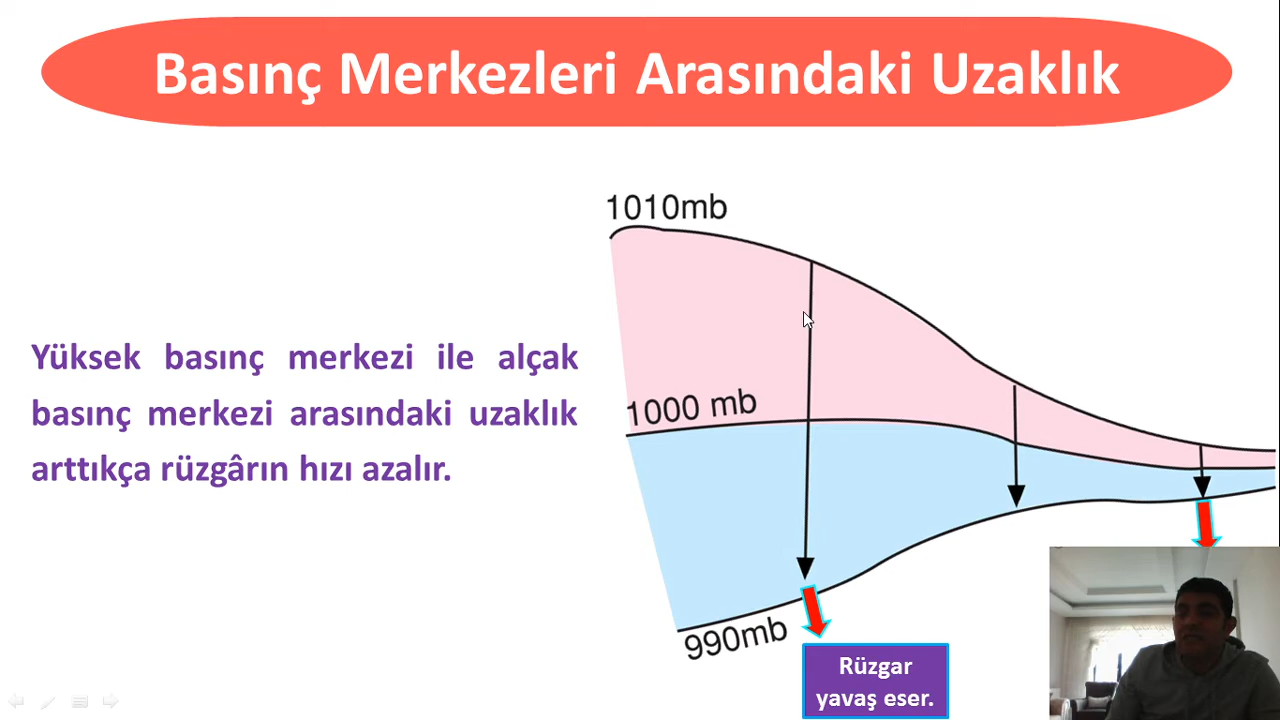 Basınç Merkezleri Arasındaki Uzaklık
1010mb
Yüksek basınç merkezi ile alçak
basınç merkezi arasındaki uzaklık
arttıkça rüzgârın hızı azalır.
1000 mb
990mb
Rüzgar
yavaş eser.